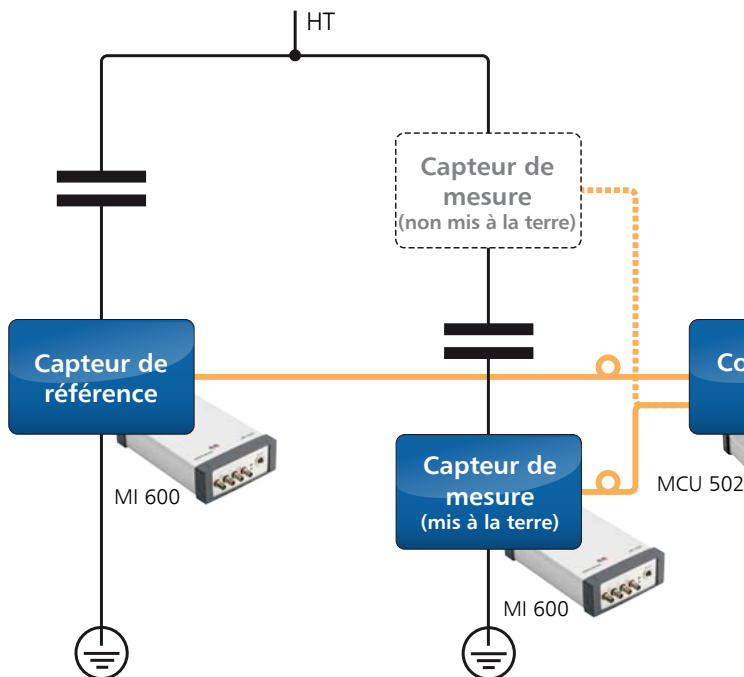 HT
Capteur de
mesure
(non mis à la terre)
Capteur de
référence
Co
MI 600
Capteur de
mesure
(mis à la terre)
MCU 502
MI 600